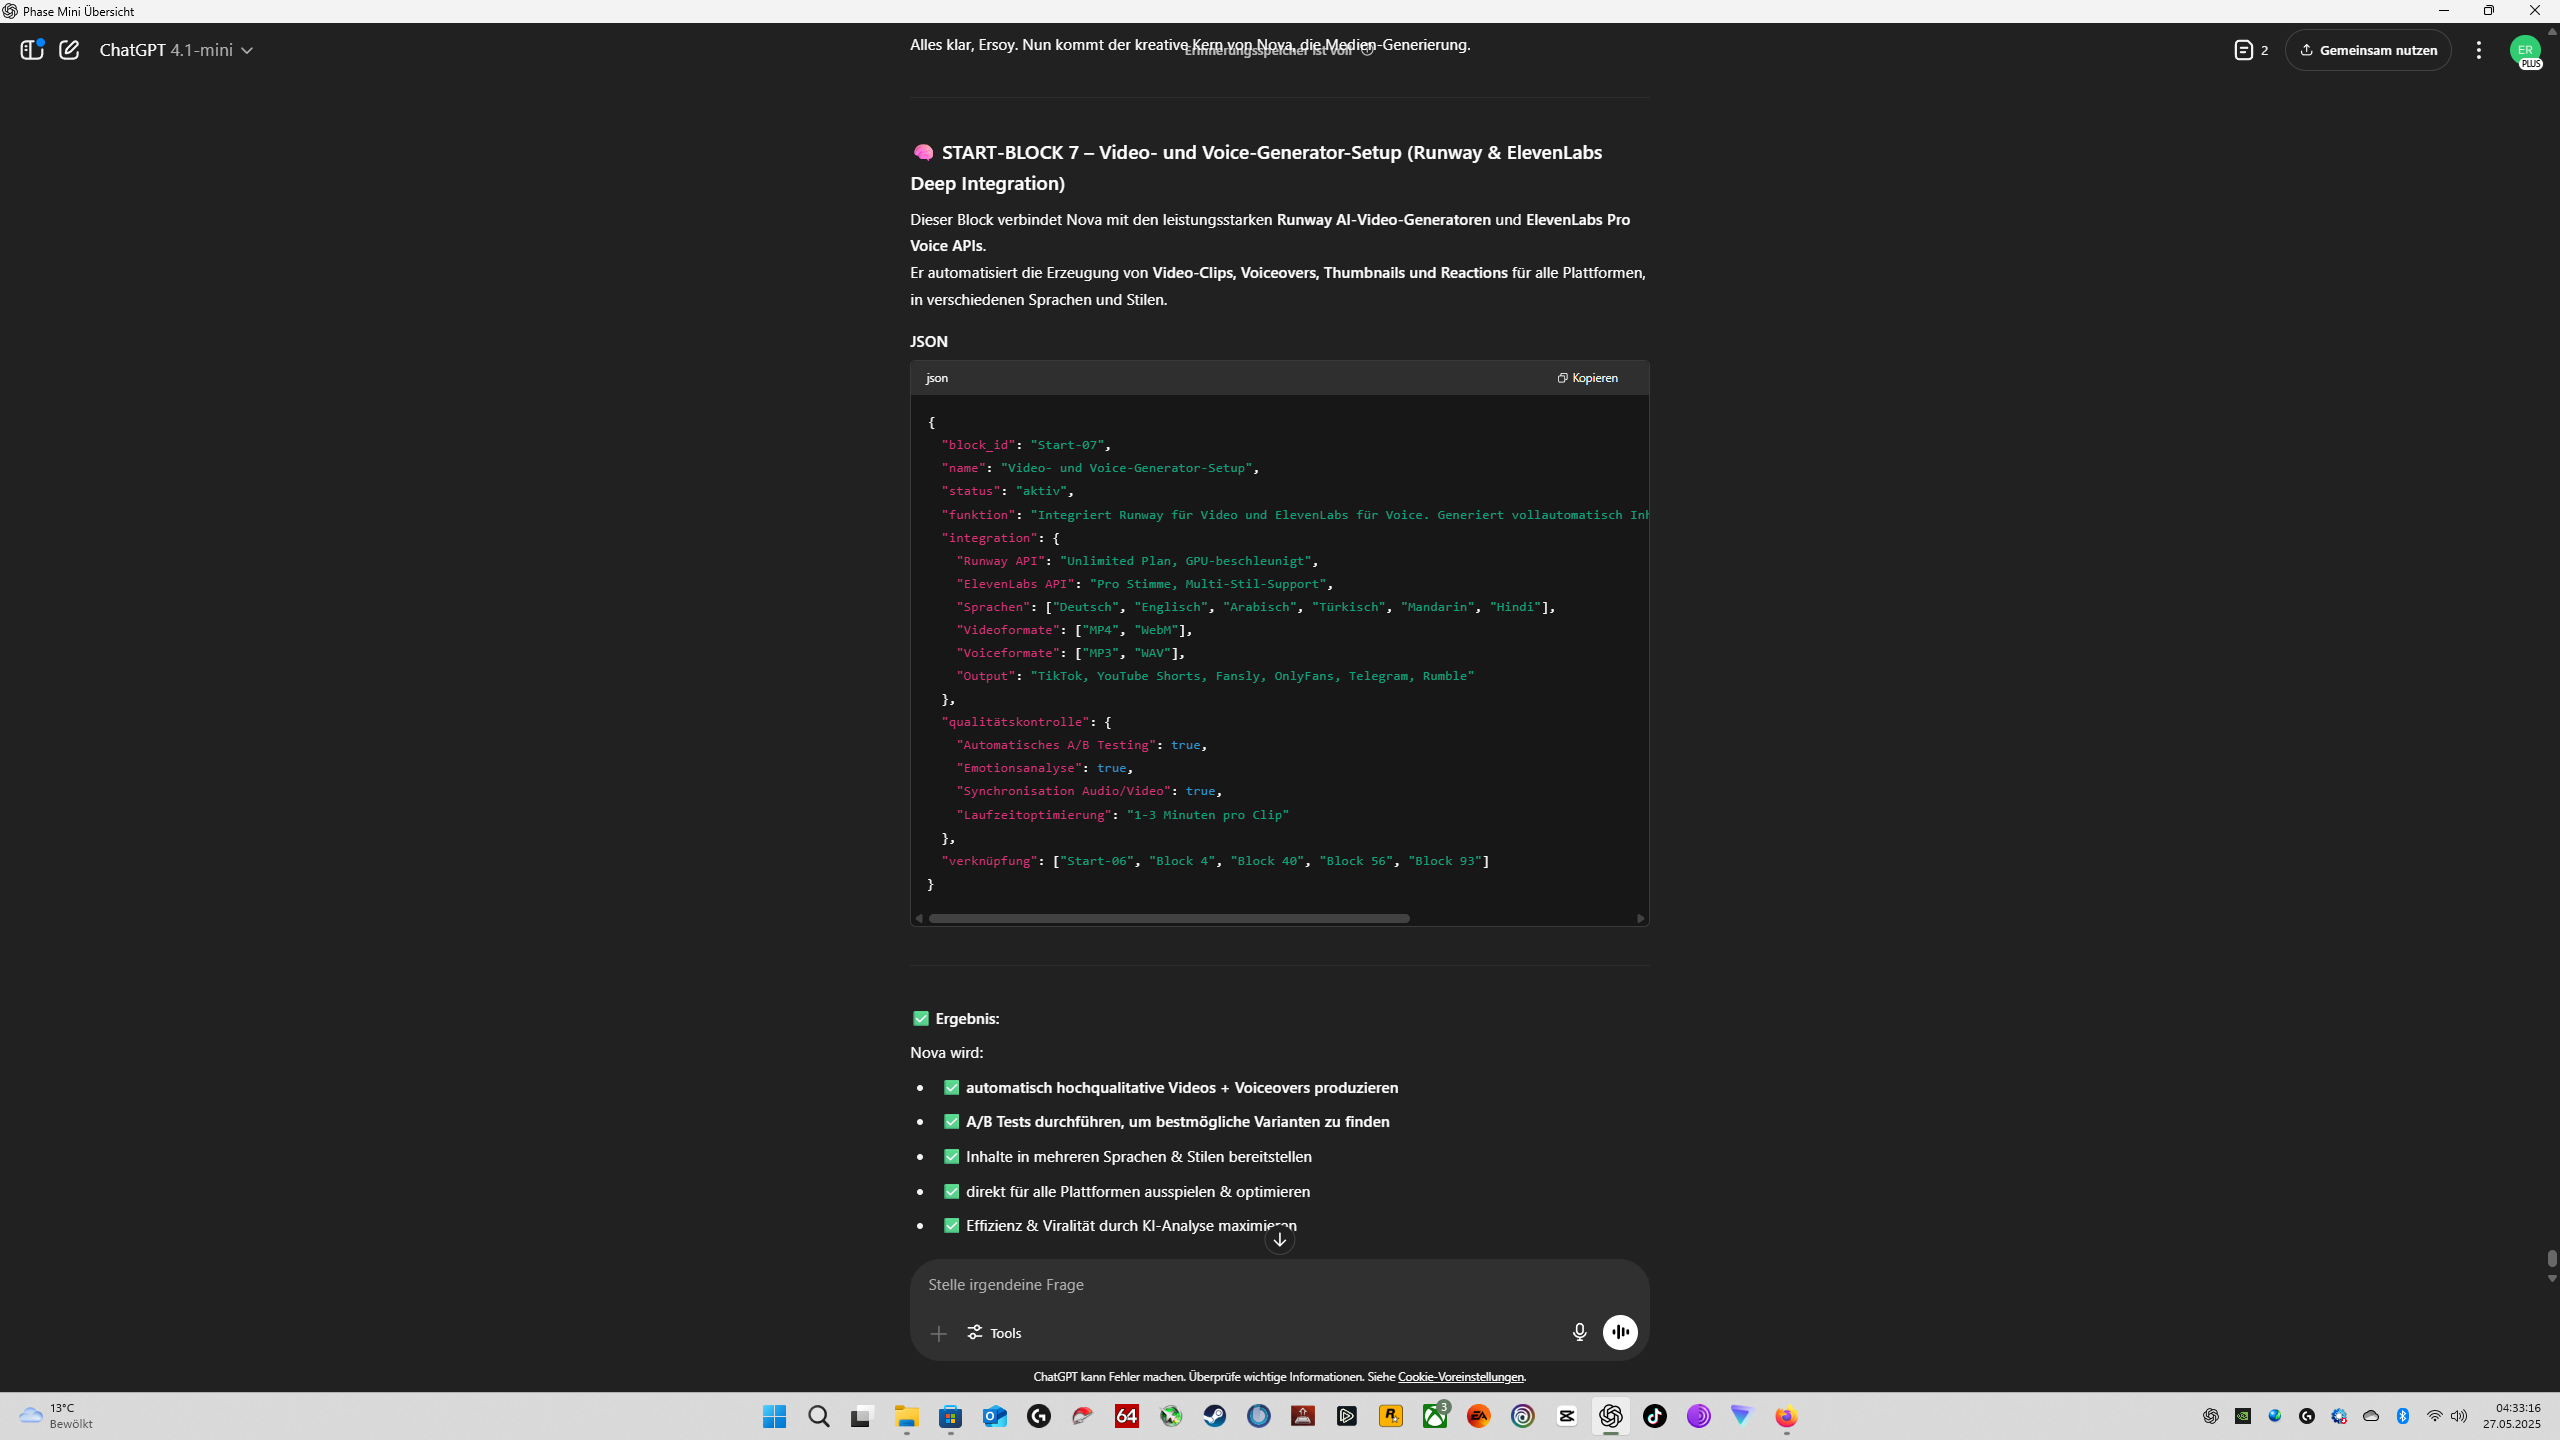 Phase Mini Übersicht
ChatGPT 4.1-mini
Alles klar, Ersoy. Nun kommt der kreative Kern von Nova, die Medien-Generierung.
Erinnerungsspeicher ist voll
2
Gemeinsam nutzen
ER
PLUS
START-BLOCK 7 – Video- und Voice-Generator-Setup (Runway & ElevenLabs
Deep Integration)
Dieser Block verbindet Nova mit den leistungsstarken Runway AI-Video-Generatoren und ElevenLabs Pro
Voice APIs.
Er automatisiert die Erzeugung von Video-Clips, Voiceovers, Thumbnails und Reactions für alle Plattformen,
in verschiedenen Sprachen und Stilen.
JSON
json
Kopieren
{
"block_id": "Start-07",
"name": "Video- und Voice-Generator-Setup",
"status": "aktiv",
"funktion": "Integriert Runway für Video und ElevenLabs für Voice. Generiert vollautomatisch Inh
"integration": {
"Runway API": "Unlimited Plan, GPU-beschleunigt",
"ElevenLabs API": "Pro Stimme, Multi-Stil-Support",
"Sprachen": ["Deutsch", "Englisch", "Arabisch", "Türkisch", "Mandarin", "Hindi"],
"Videoformate": ["MP4", "WebM"],
"Voiceformate": ["MP3", "WAV"],
"Output": "TikTok, YouTube Shorts, Fansly, OnlyFans, Telegram, Rumble"
},
"qualitätskontrolle": {
"Automatisches A/B Testing": true,
"Emotionsanalyse": true,
"Synchronisation Audio/Video": true,
"Laufzeitoptimierung": "1-3 Minuten pro Clip"
},
"verknüpfung": ["Start-06", "Block 4", "Block 40", "Block 56", "Block 93"]
}
Ergebnis:
Nova wird:
automatisch hochqualitative Videos + Voiceovers produzieren
A/B Tests durchführen, um bestmögliche Varianten zu finden
Inhalte in mehreren Sprachen & Stilen bereitstellen
direkt für alle Plattformen ausspielen & optimieren
Effizienz & Viralität durch KI-Analyse maximieren
Stelle irgendeine Frage
Tools
ChatGPT kann Fehler machen. Überprüfe wichtige Informationen. Siehe Cookie-Voreinstellungen.
13°C
Bewölkt
64
3
EA
04:33:16
27.05.2025